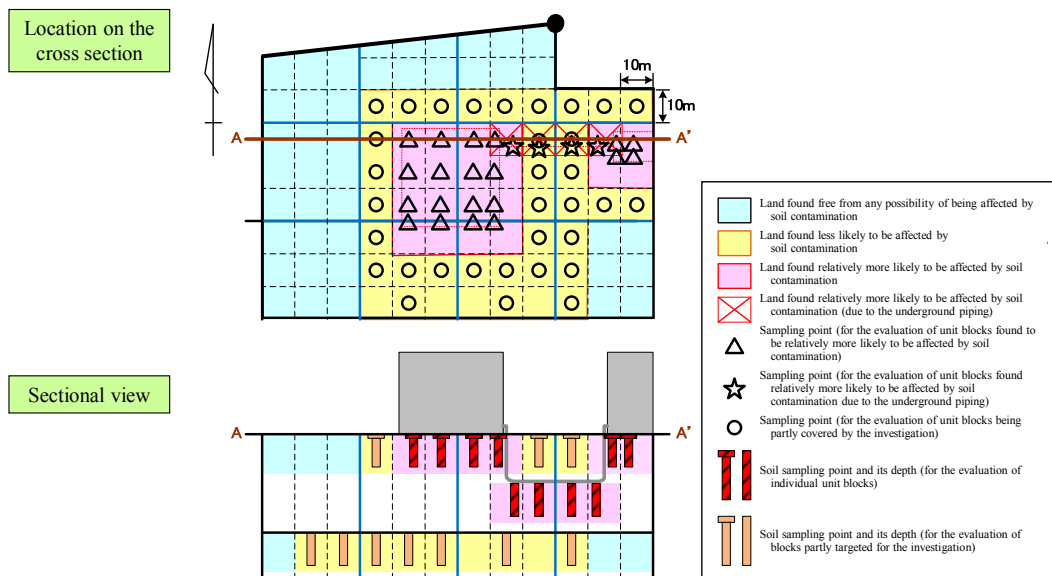 Location on the
cross section
10m
10m
A
A'
Land found free from any possibility of being affected by
soil contamination
Land found less likely to be affected by
soil contamination
Land found relatively more likely to be affected by soil
contamination
Land found relatively more likely to be affected by soil
contamination (due to the underground piping)
Sampling point (for the evaluation of unit blocks found to
be relatively more likely to be affected by soil
contamination)
Sampling point (for the evaluation of unit blocks found
relatively more likely to be affected by soil
contamination due to the underground piping)
Sampling point (for the evaluation of unit blocks being
partly covered by the investigation)
Soil sampling point and its depth (for the evaluation of
individual unit blocks)
Soil sampling point and its depth (for the evaluation of
blocks partly targeted for the investigation)
Sectional view
A
A'